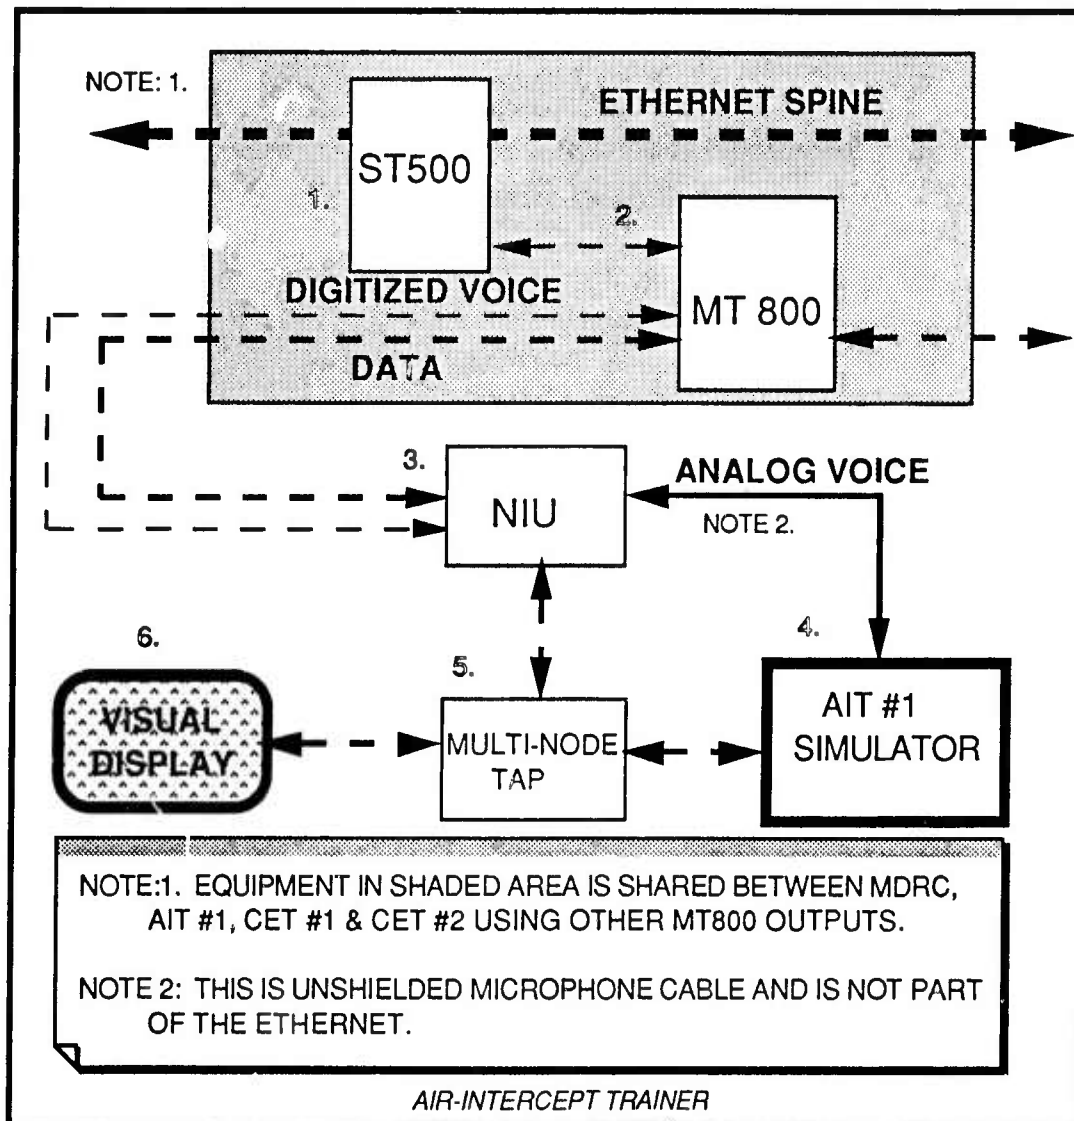 NOTE: 1.
ETHERNET SPINE
ST500
1.
2.
DIGITIZED VOICE
MT 800
DATA
3.
ANALOG VOICE
NIU
NOTE 2.
6.
4.
5.
VISUAL
DISPLAY
MULTI-NODE
TAP
AIT #1
SIMULATOR
NOTE:1. EQUIPMENT IN SHADED AREA IS SHARED BETWEEN MDRC,
AIT #1, CET #1 & CET #2 USING OTHER MT800 OUTPUTS.
NOTE 2: THIS IS UNSHIELDED MICROPHONE CABLE AND IS NOT PART
OF THE ETHERNET.
AIR-INTERCEPT TRAINER